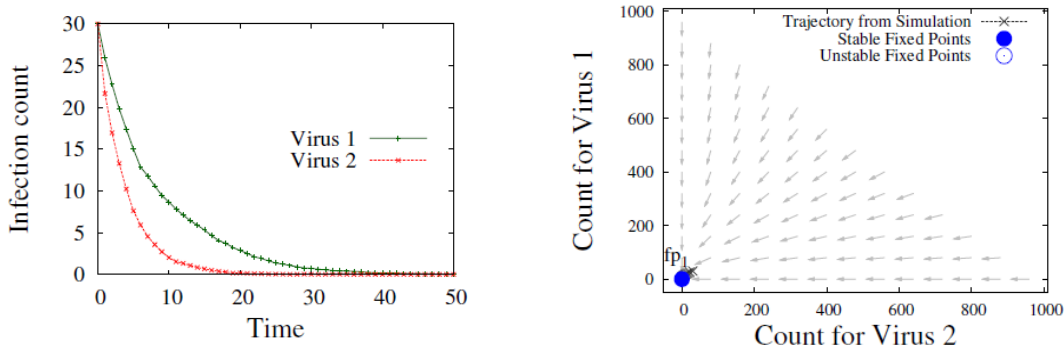 30
25
20
15
10
5
0
Infection count
Virus 1
Virus 2
0 10 20 30 40 50
Time
1000
800
600
400
200
0
Count for Virus 1
Trajectory from Simulation
Stable Fixed Points
Unstable Fixed Points
fp1
0 200 400 600 800 1000
Count for Virus 2